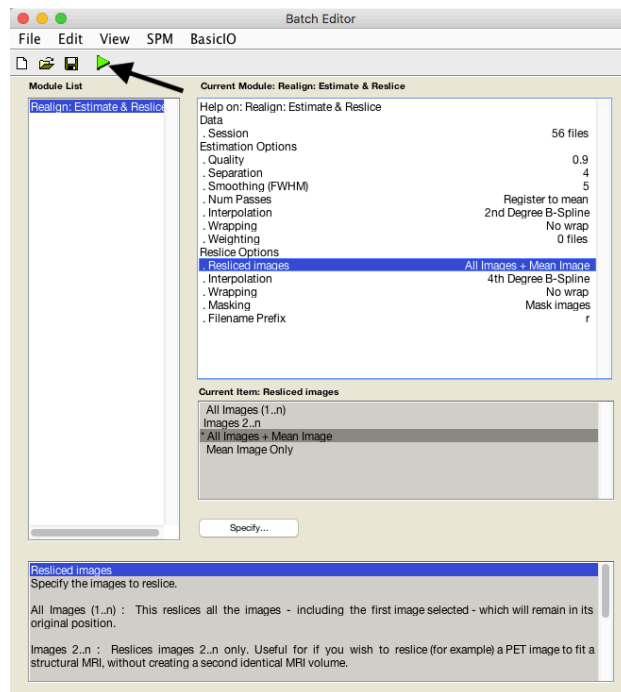 Batch Editor
File Edit View SPM BasicIO
Module List
Realign: Estimate & Reslice
Current Module: Realign: Estimate & Reslice
Help on: Realign: Estimate & Reslice
Data
. Session 56 files
Estimation Options
. Quality 0.9
. Separation 4
. Smoothing (FWHM) 5
. Num Passes Register to mean
. Interpolation 2nd Degree B-Spline
. Wrapping No wrap
. Weighting 0 files
Reslice Options
. Resliced images All Images + Mean Image
. Interpolation 4th Degree B-Spline
. Wrapping No wrap
. Masking Mask images
. Filename Prefix r
Current Item: Resliced images
All Images (1..n)
Images 2..n
* All Images + Mean Image
Mean Image Only
Specify...
Resliced images
Specify the images to reslice.
All Images (1..n) : This reslices all the images - including the first image selected - which will remain in its
original position.
Images 2..n : Reslices images 2..n only. Useful for if you wish to reslice (for example) a PET image to fit a
structural MRI, without creating a second identical MRI volume.